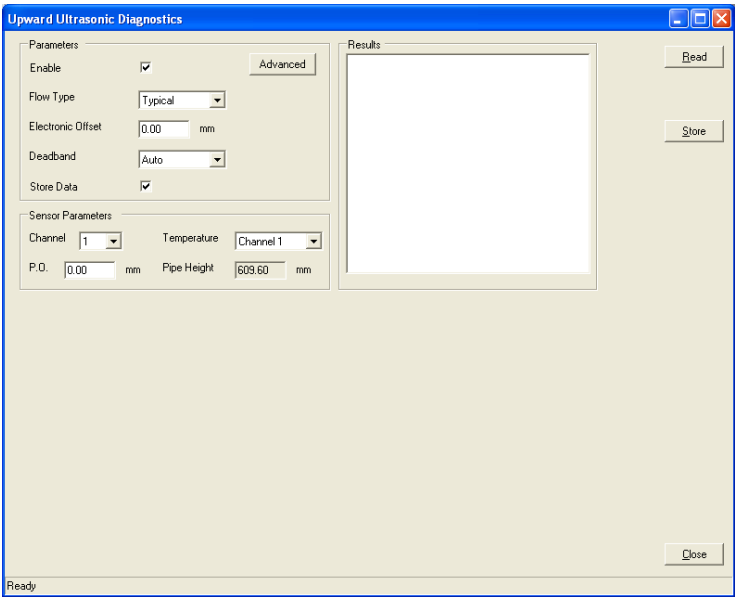 Upward Ultrasonic Diagnostics
Parameters
Enable
Advanced
Flow Type
Typical
Electronic Offset
0.00 mm
Deadband
Auto
Store Data
Sensor Parameters
Channel 1 Temperature Channel 1
P.O. 0.00 mm Pipe Height 609.60 mm
Results
Read
Store
Close
Ready